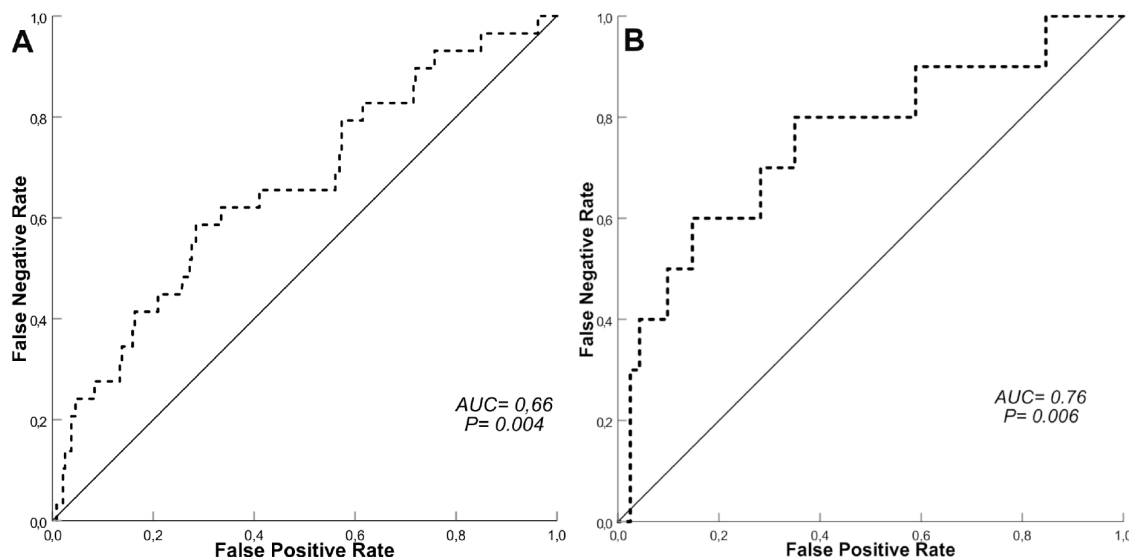 A
False Negative Rate
1,0
0,8
0,6
0,4
0,2
0,0
0,0 0,2 0,4 0,6 0,8 1,0
False Positive Rate
AUC= 0,66
P= 0.004
B
False Negative Rate
1,0
0,8
0,6
0,4
0,2
0,0
0,0 0,2 0,4 0,6 0,8 1,0
False Positive Rate
AUC= 0.76
P= 0.006